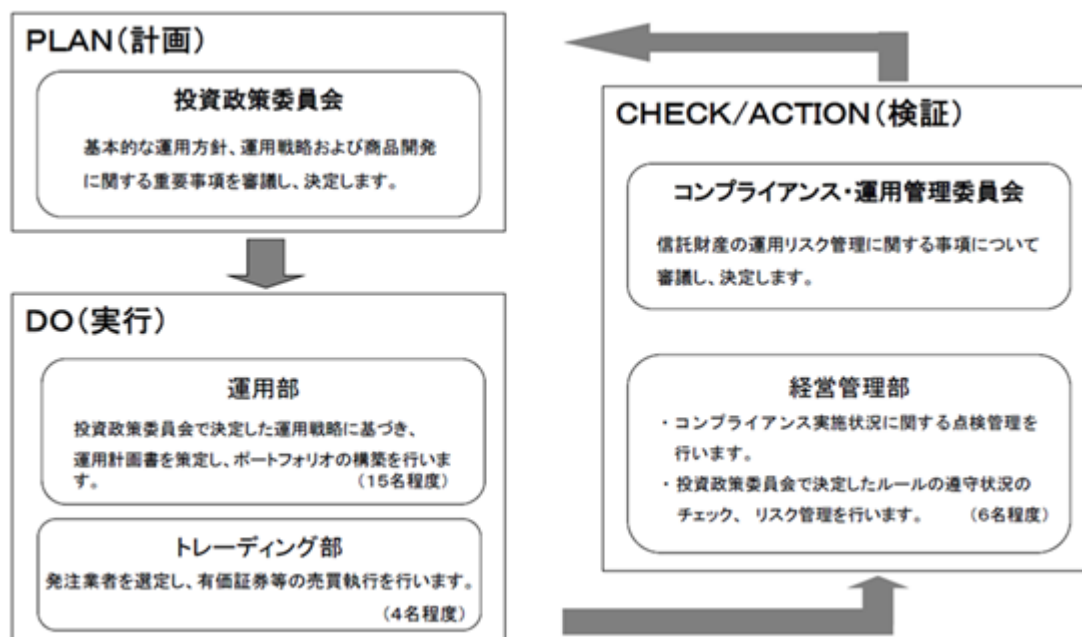 PLAN(計画)
投資政策委員会
基本的な運用方針、運用戦略および商品開発
に関する重要事項を審議し、決定します。
DO(実行)
運用部
投資政策委員会で決定した運用戦略に基づき、
運用計画書を策定し、ポートフォリオの構築を行いま
す。 (15名程度)
トレーディング部
発注業者を選定し、有価証券等の売買執行を行います。
(4名程度)
CHECK/ACTION(検証)
コンプライアンス・運用管理委員会
信託財産の運用リスク管理に関する事項について
審議し、決定します。
経営管理部
・コンプライアンス実施状況に関する点検管理を
行います。
・投資政策委員会で決定したルールの遵守状況の
チェック、 リスク管理を行います。 (6名程度)